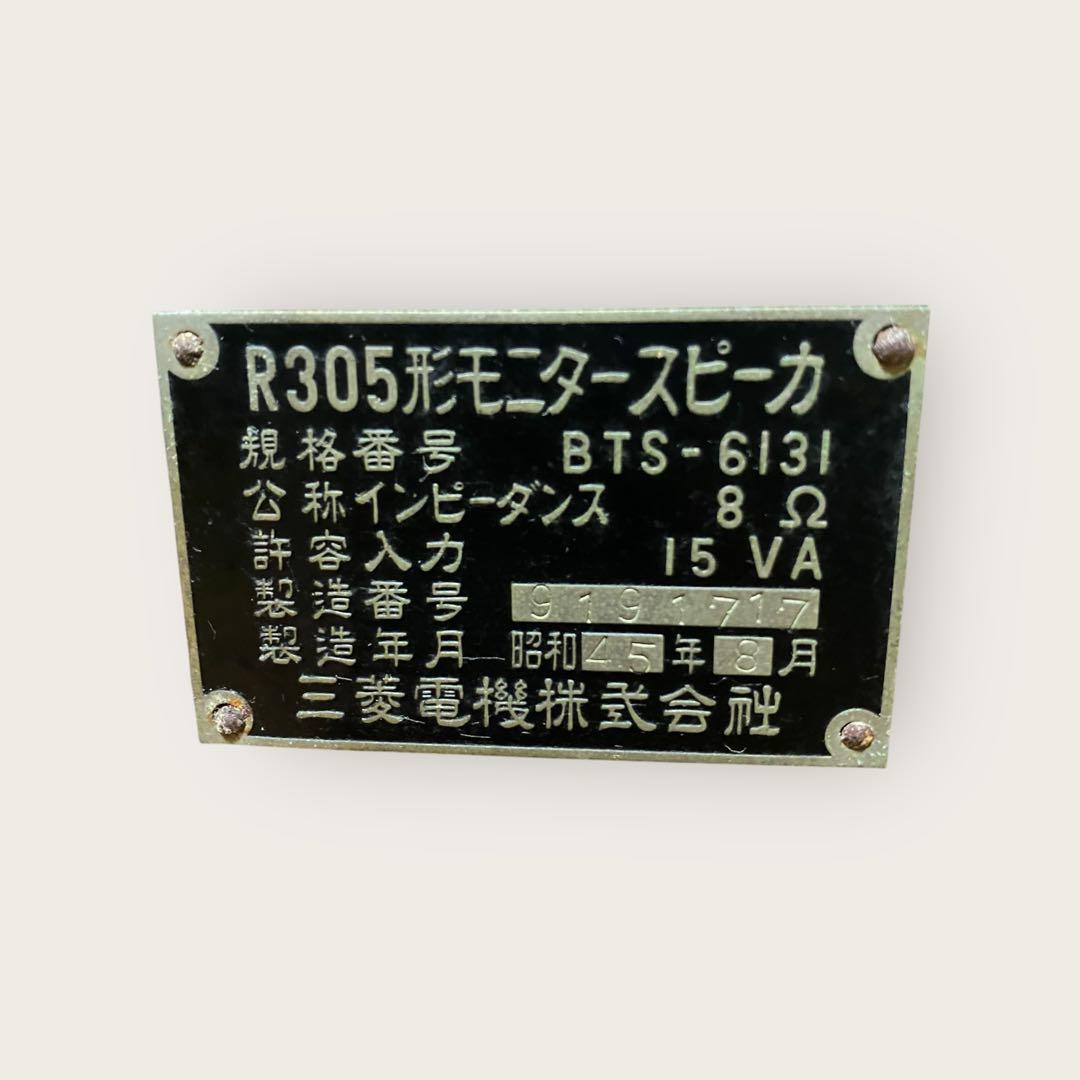 R305形モニタースピーカ
規格番号 BTS-6131
公称インピーダンス 8 Ω
許容入力 15 VA
製造番号 9191717
製造年月 昭和45年8月
三菱電機株式会社